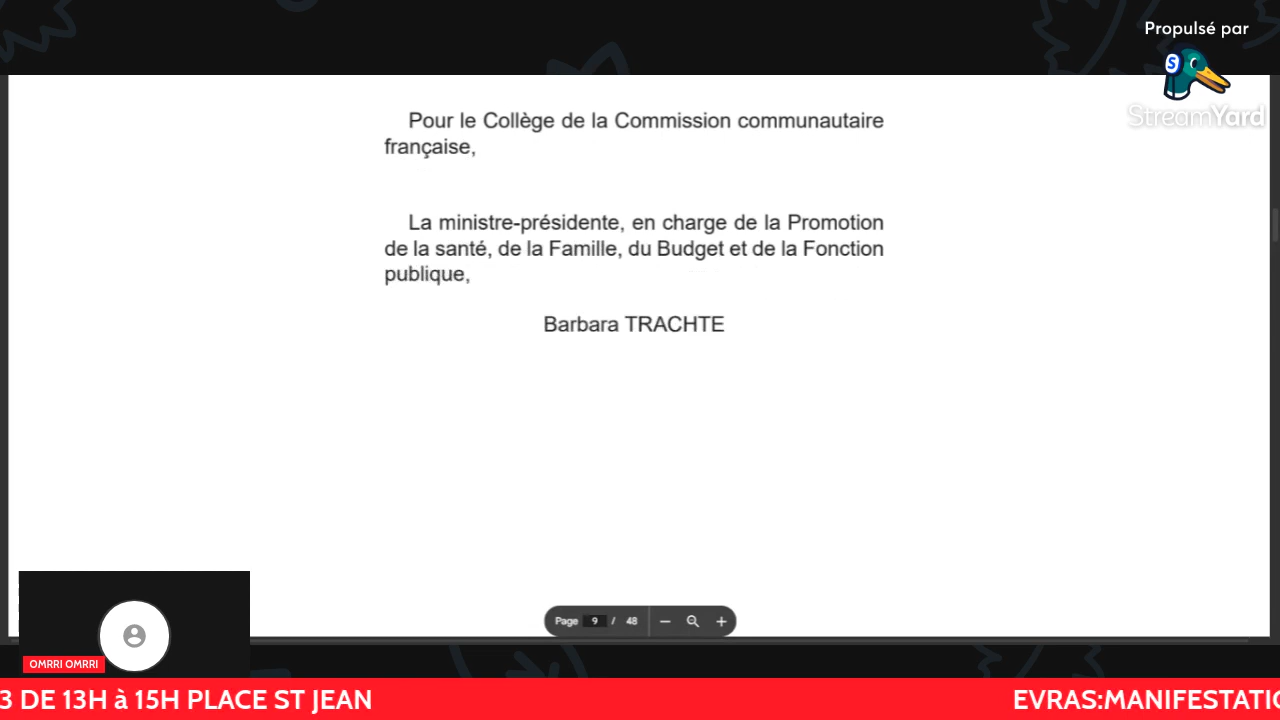 Propulsé par
StreamYard
Pour le Collège de la Commission communautaire
française,
La ministre-présidente, en charge de la Promotion
de la santé, de la Famille, du Budget et de la Fonction
publique,
Barbara TRACHTE
Page 9 / 48
OMRRI OMRRI
3 DE 13H à 15H PLACE ST JEAN
EVRAS:MANIFESTATIO